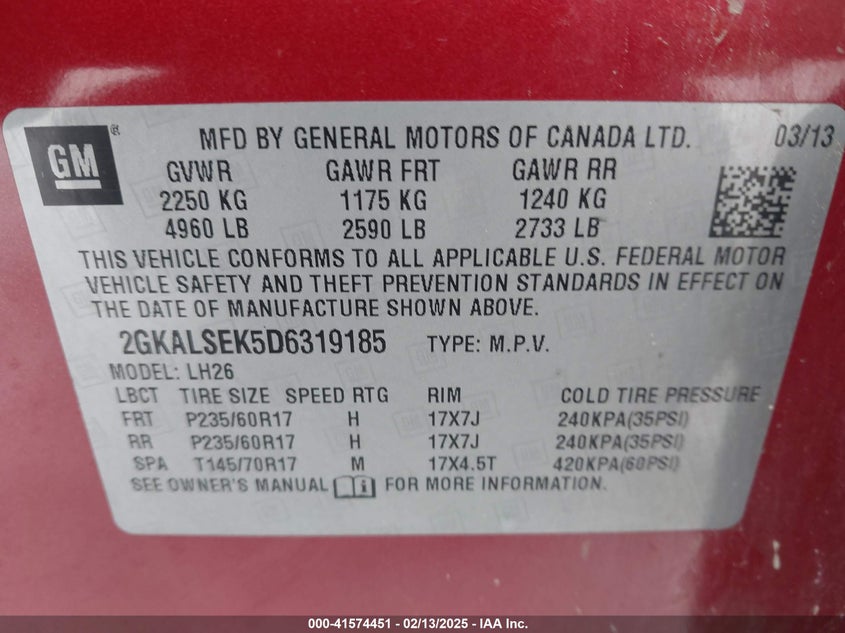 GM ®
MFD BY GENERAL MOTORS OF CANADA LTD. 03/13
GVWR GAWR FRT GAWR RR
2250 KG 1175 KG 1240 KG
4960 LB 2590 LB 2733 LB
THIS VEHICLE CONFORMS TO ALL APPLICABLE U.S. FEDERAL MOTOR
VEHICLE SAFETY AND THEFT PREVENTION STANDARDS IN EFFECT ON
THE DATE OF MANUFACTURE SHOWN ABOVE.
2GKALSEK5D6319185 TYPE: M.P.V.
MODEL: LH26
LBCT TIRE SIZE SPEED RTG RIM COLD TIRE PRESSURE
FRT P235/60R17 H 17X7J 240KPA(35PSI)
RR P235/60R17 H 17X7J 240KPA(35PSI)
SPA T145/70R17 M 17X4.5T 420KPA(60PSI)
SEE OWNER'S MANUAL FOR MORE INFORMATION.
000-41574451 - 02/13/2025 - IAA Inc.